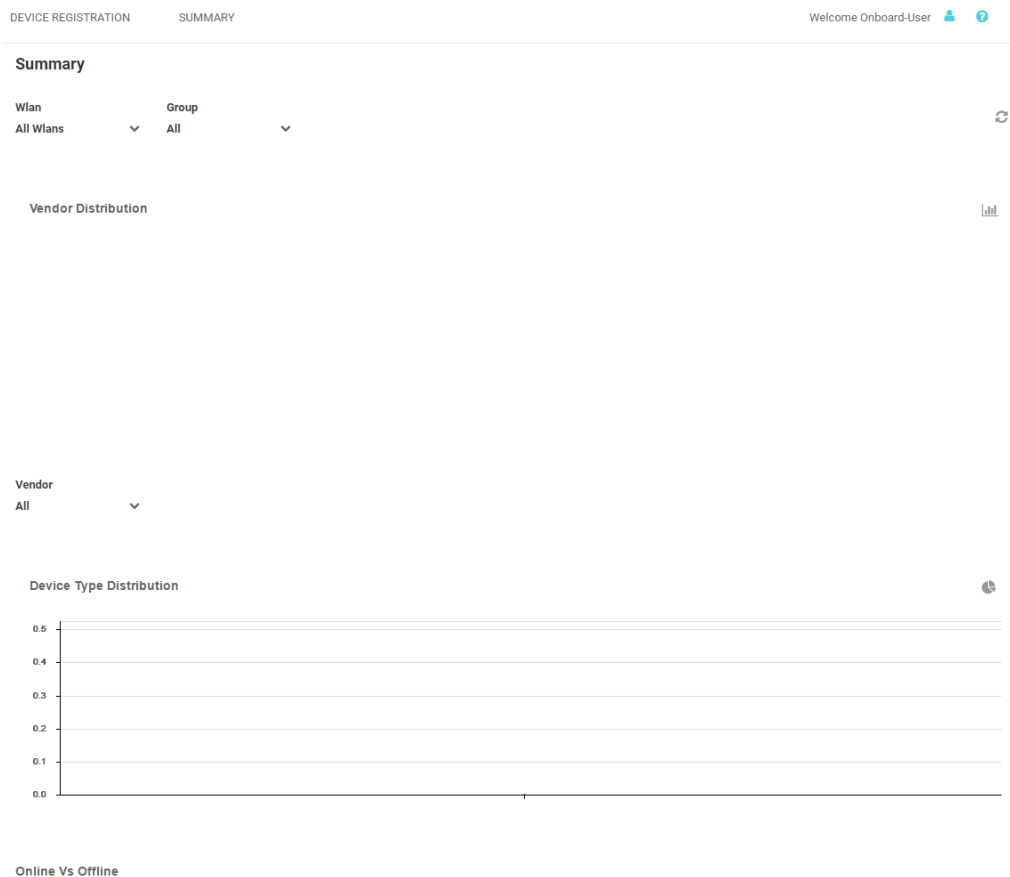 DEVICE REGISTRATION SUMMARY Welcome Onboard-User
Summary
Wlan Group
All Wlans All
Vendor Distribution
Vendor
All
Device Type Distribution
0.5
0.4
0.3
0.2
0.1
0.0
Online Vs Offline